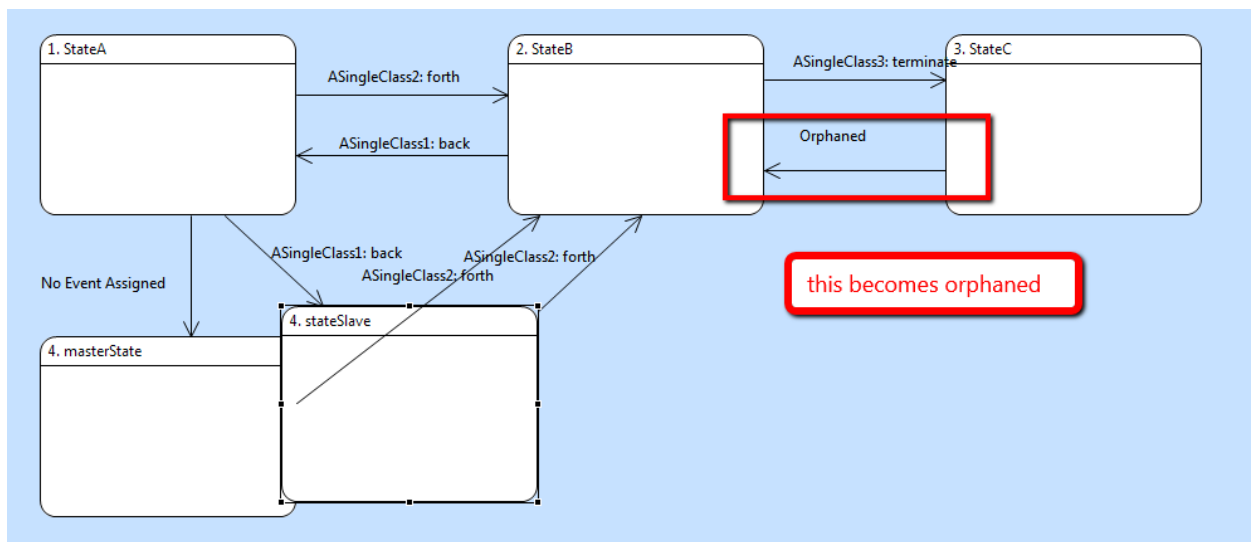 1. StateA
2. StateB
3. StateC
ASingleClass2: forth
ASingleClass3: terminate
ASingleClass1: back
Orphaned
ASingleClass1: back
ASingleClass2: forth
ASingleClass2: forth
No Event Assigned
this becomes orphaned
4. stateSlave
4. masterState